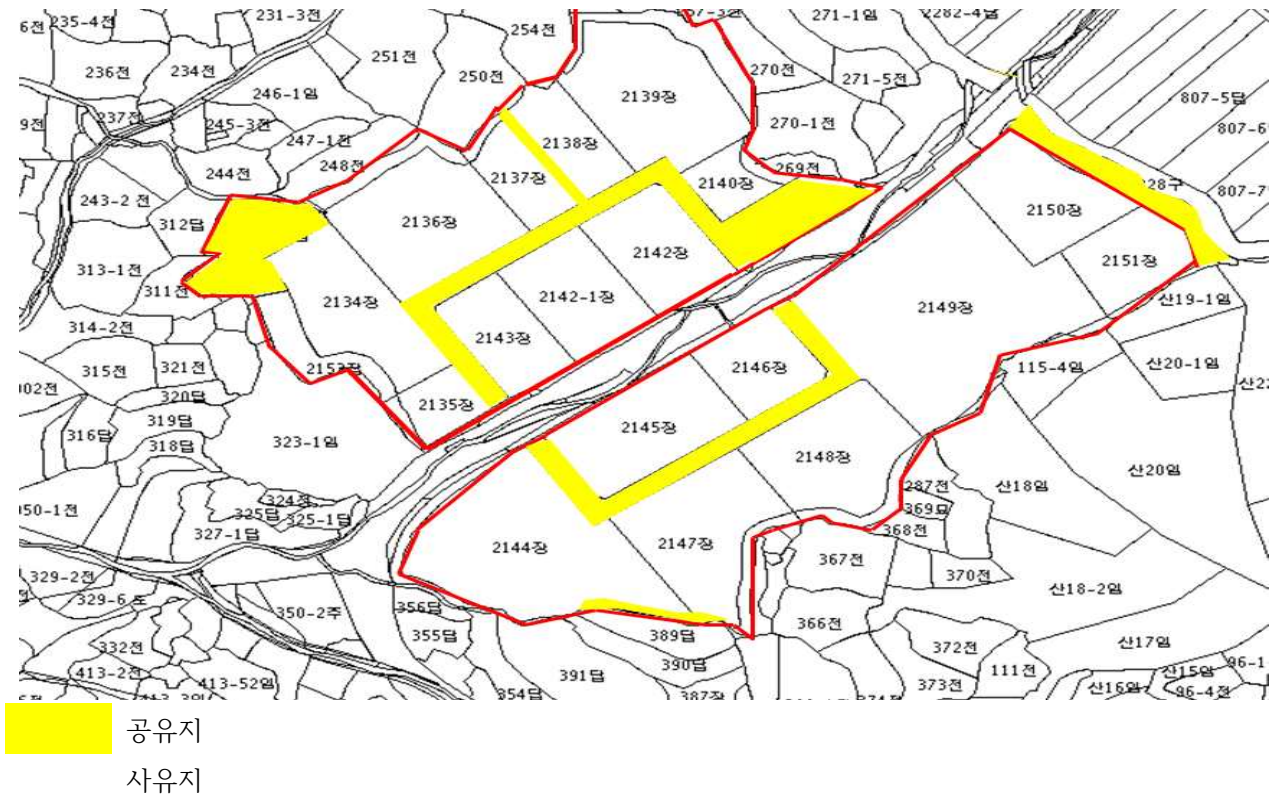 235-4전
231-3전
254전
271-1임
251전
250전
236전
234전
270전
271-5전
246-1임
2139장
807-5답
237전
245-3전
270-1전
247-1전
2138장
244전
248전
2137장
269전
2140장
243-2 전
312답
2136장
2150장
2142장
313-1전
2151장
311전
2134장
2142-1장
산19-1임
2149장
314-2전
2143장
315전
321전
2146장
115-4임
산20-1임
320답
2135장
319답
2145장
316답
318답
323-1임
2148장
산20임
287전
산18임
324전
325답
325-1답
368전
327-1답
2144장
2147장
367전
370전
329-2전
산18-2임
350-2주
356답
366전
355답
389답
372전
산17임
332전
390답
391답
111전
413-2전
413-52임
373전
산15임
354답
387장
산16임
96-4전
공유지
사유지